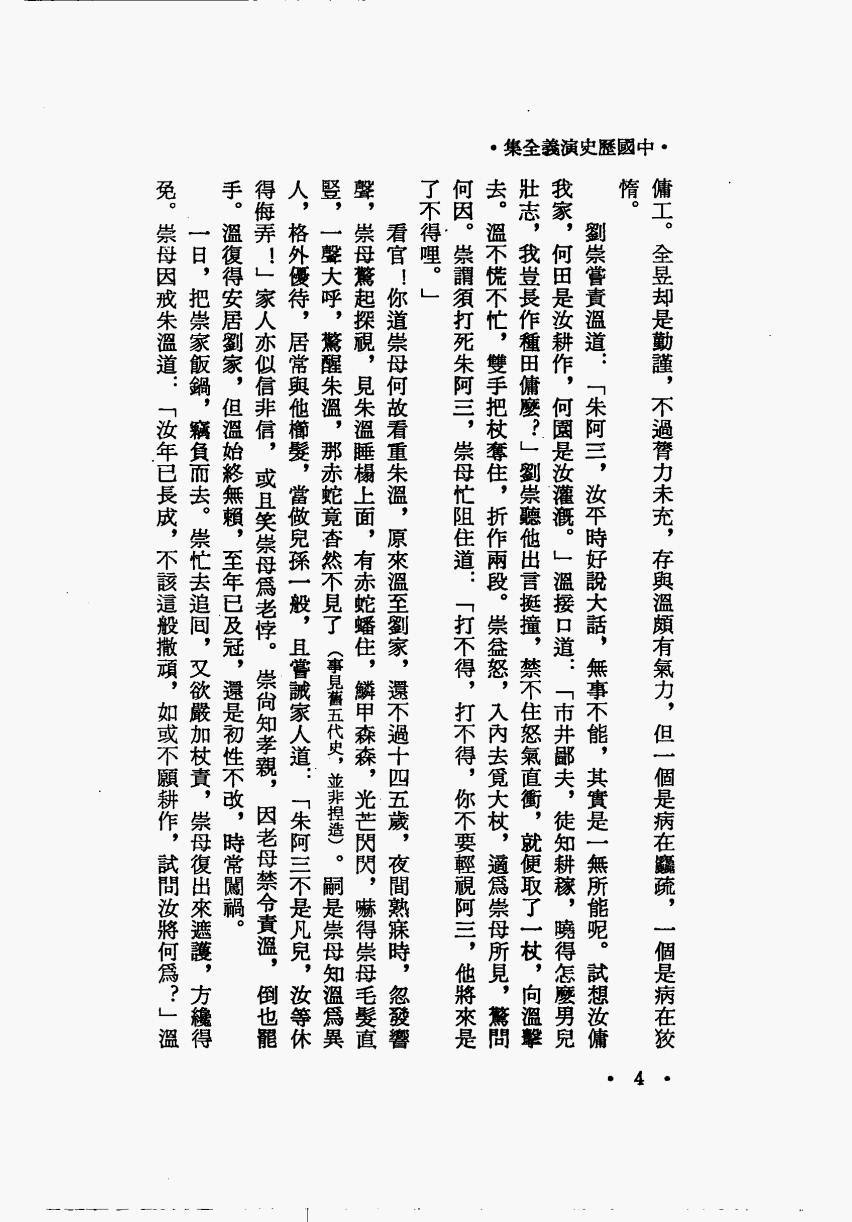 •中國歷史演義全集•
傭工。全昱却是勤謹，不過膂力未充，存與溫頗有氣力，但一個是病在麤疏，一個是病在狡
惰。
劉崇嘗責溫道：「朱阿三，汝平時好說大話，無事不能，其實是一無所能呢。試想汝傭
我家，何田是汝耕作，何園是汝灌漑。」溫接口道：「市井鄙夫，徒知耕稼，曉得怎麼男兒
壯志，我豈長作種田傭麼？」劉崇聽他出言挺撞，禁不住怒氣直衝，就便取了一杖，向溫擊
去。溫不慌不忙，雙手把杖奪住，折作兩段。崇益怒，入內去覓大杖，適爲崇母所見，驚問
何因。崇謂須打死朱阿三，崇母忙阻住道：「打不得，打不得，你不要輕視阿三，他將來是
了不得哩。」
看官！你道崇母何故看重朱溫，原來溫至劉家，還不過十四五歲，夜間熟寐時，忽發響
聲，崇母驚起探視，見朱溫睡榻上面，有赤蛇蟠住，鱗甲森森，光芒閃閃，嚇得崇母毛髮直
豎，一聲大呼，驚醒朱溫，那赤蛇竟杳然不見了（事見舊五代史，並非捏造）。嗣是崇母知溫爲異
人，格外優待，居常與他櫛髮，當做兒孫一般，且嘗誡家人道：「朱阿三不是凡兒，汝等休
得侮弄！」家人亦似信非信，或且笑崇母爲老悖。崇尙知孝親，因老母禁令責溫，倒也罷
手。溫復得安居劉家，但溫始終無賴，至年已及冠，還是初性不改，時常闖禍。
一日，把崇家飯鍋，竊負而去。崇忙去追囘，又欲嚴加杖責，崇母復出來遮護，方纔得
免。崇母因戒朱溫道：「汝年已長成，不該這般撒頑，如或不願耕作，試問汝將何爲？」溫
• 4 •